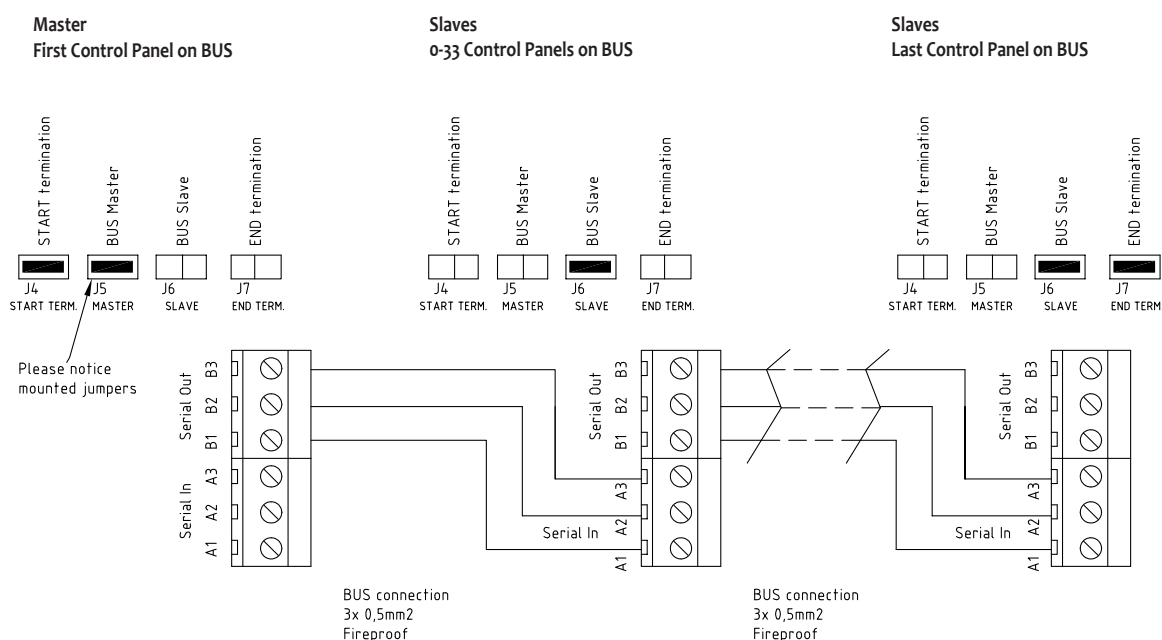 Master
First Control Panel on BUS
Slaves
0-33 Control Panels on BUS
Slaves
Last Control Panel on BUS
START termination
BUS Master
BUS Slave
END termination
START termination
BUS Master
BUS Slave
END termination
START termination
BUS Master
BUS Slave
END termination
J4
J5
J6
J7
START TERM.
MASTER
SLAVE
END TERM.
J4
J5
J6
J7
START TERM.
MASTER
SLAVE
END TERM.
J4
J5
J6
J7
START TERM.
MASTER
SLAVE
END TERM
Please notice
mounted jumpers
Serial Out
B3
B2
B1
Serial In
A3
A2
A1
Serial Out
B3
B2
B1
Serial In
A3
A2
A1
Serial Out
B3
B2
B1
Serial In
A3
A2
A1
BUS connection
3x 0,5mm2
Fireproof
BUS connection
3x 0,5mm2
Fireproof